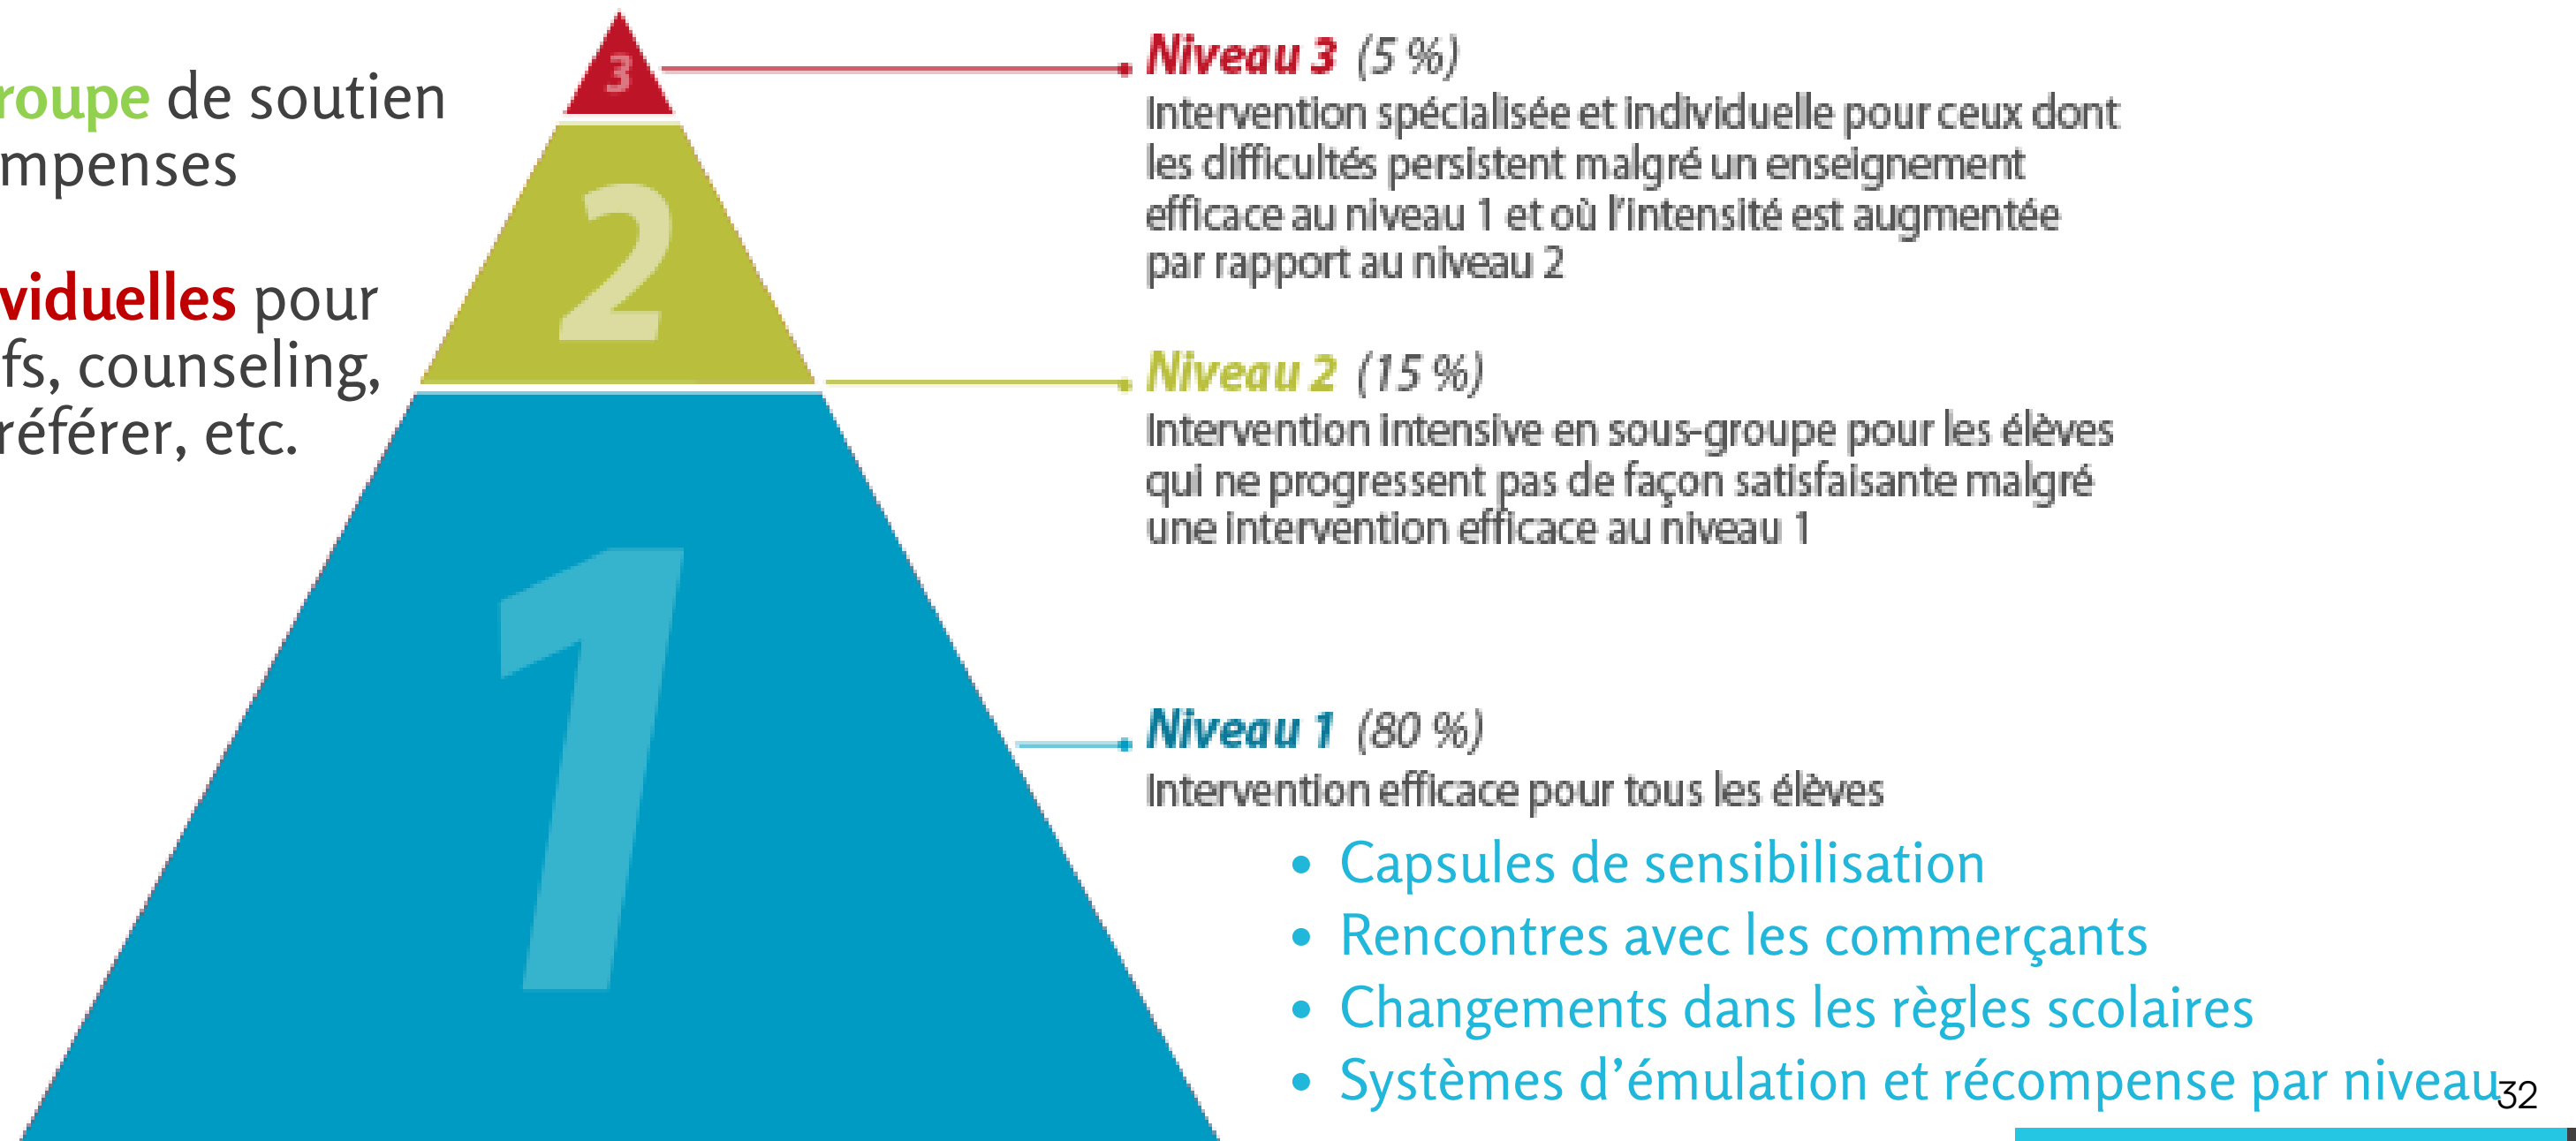 roupe de soutien
mpenses
viduelles pour
fs, counseling,
référer, etc.
3
2
1
Niveau 3 (5 %)
Intervention spécialisée et individuelle pour ceux dont
les difficultés persistent malgré un enseignement
efficace au niveau 1 et où l'intensité est augmentée
par rapport au niveau 2
Niveau 2 (15 %)
Intervention intensive en sous-groupe pour les élèves
qui ne progressent pas de façon satisfaisante malgré
une intervention efficace au niveau 1
Niveau 1 (80 %)
Intervention efficace pour tous les élèves
• Capsules de sensibilisation
• Rencontres avec les commerçants
• Changements dans les règles scolaires
• Systèmes d’émulation et récompense par niveau
32